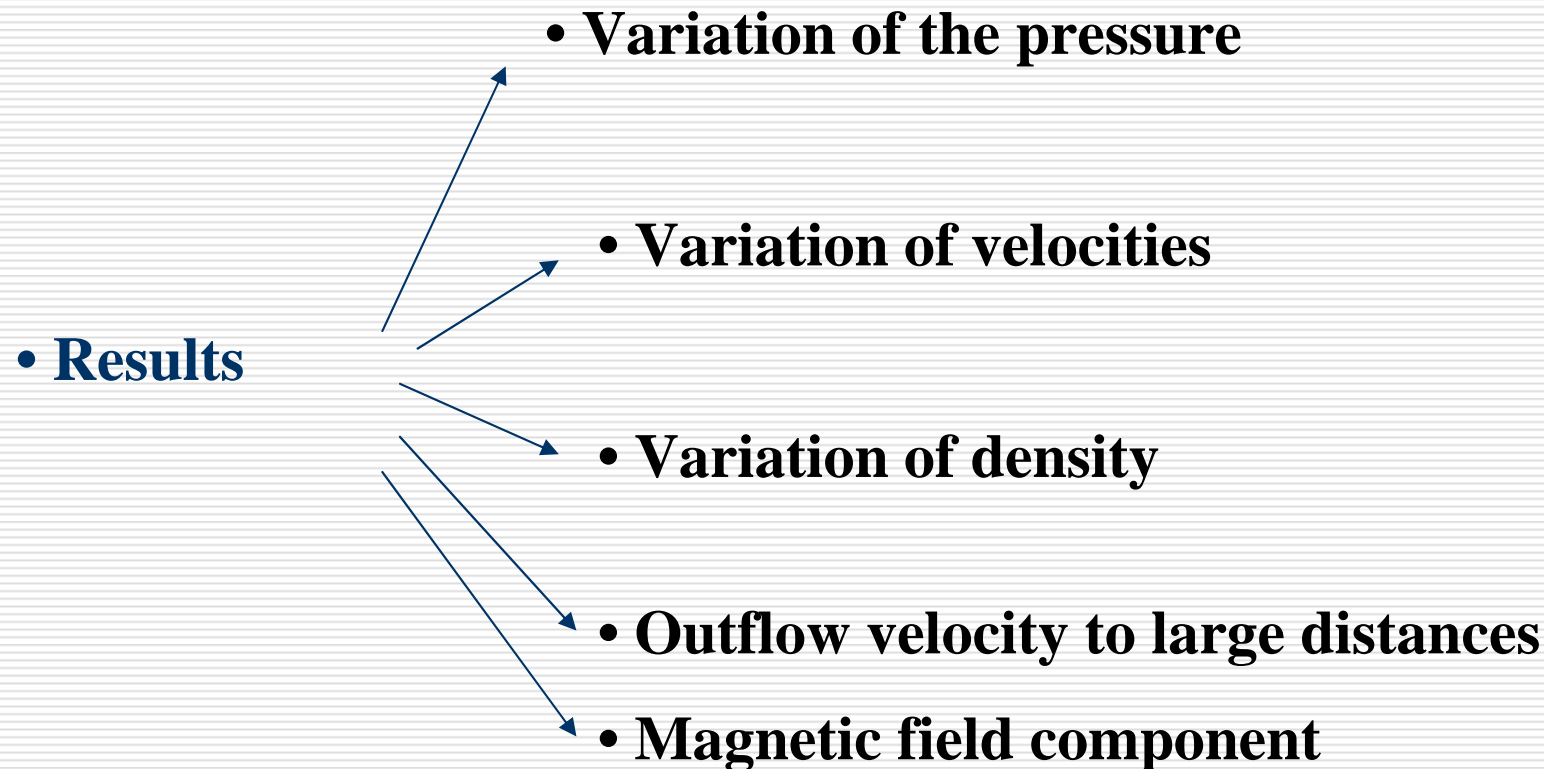 • Variation of the pressure
• Variation of velocities
• Results
• Variation of density
• Outflow velocity to large distances
• Magnetic field component